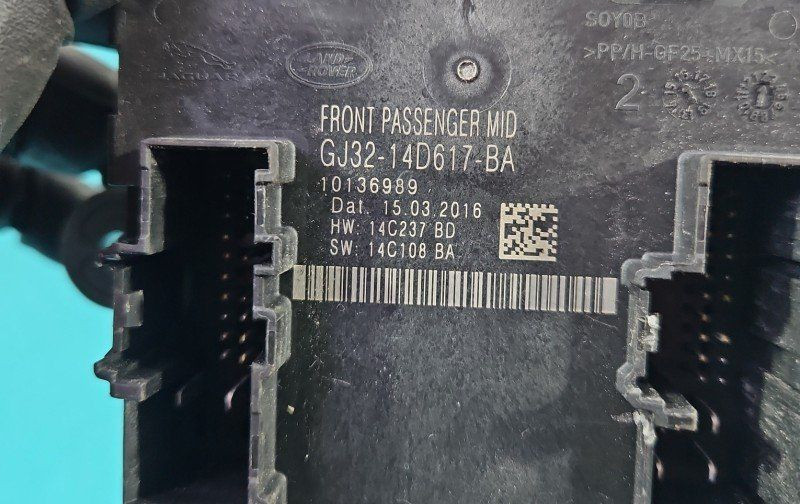 SOY0B
JAGUAR
LAND
ROVER
>PP/H-GF25-MX15<
2
FRONT PASSENGER MID
GJ32-14D617-BA
10136989
Dat. 15.03.2016
HW: 14C237 BD
SW: 14C108 BA